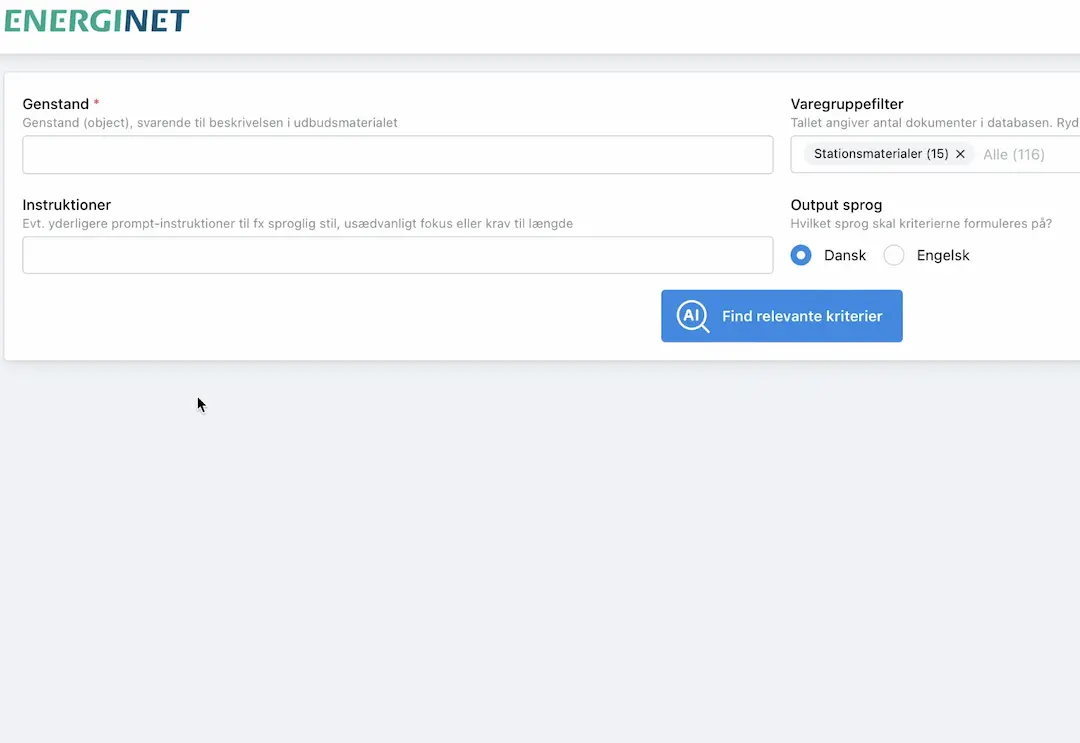 ENERGINET
Genstand *
Genstand (object), svarende til beskrivelsen i udbudsmaterialet
Varegruppefilter
Tallet angiver antal dokumenter i databasen. Ryd
Stationsmaterialer (15) × Alle (116)
Instruktioner
Evt. yderligere prompt-instruktioner til fx sproglig stil, usædvanligt fokus eller krav til længde
Output sprog
Hvilket sprog skal kriterierne formuleres på?
Dansk Engelsk
AI Find relevante kriterier